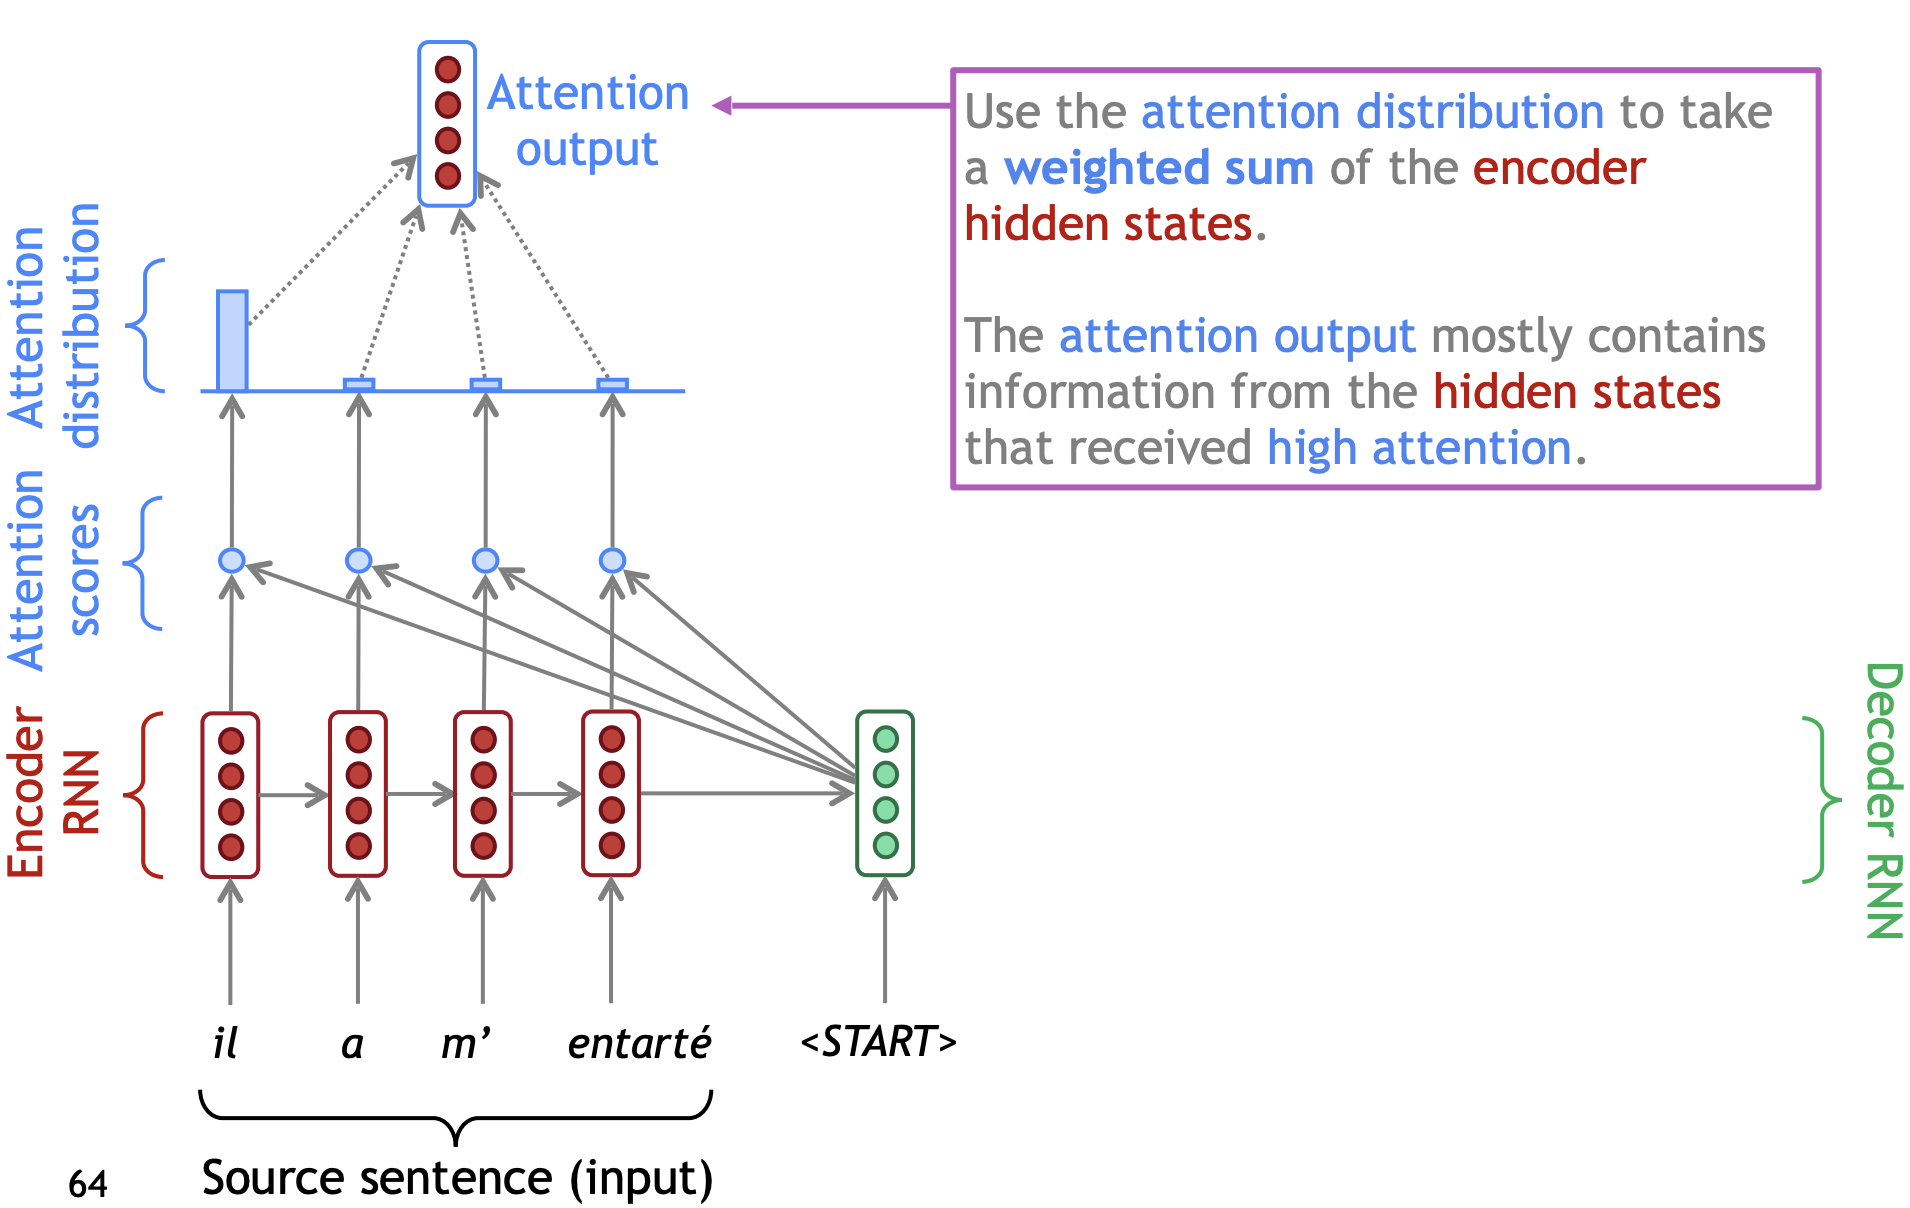 Attention
output
Use the attention distribution to take
a weighted sum of the encoder
hidden states.
The attention output mostly contains
information from the hidden states
that received high attention.
Attention
distribution
Attention
scores
Encoder
RNN
Decoder RNN
il a m’ entarté <START>
Source sentence (input)
64